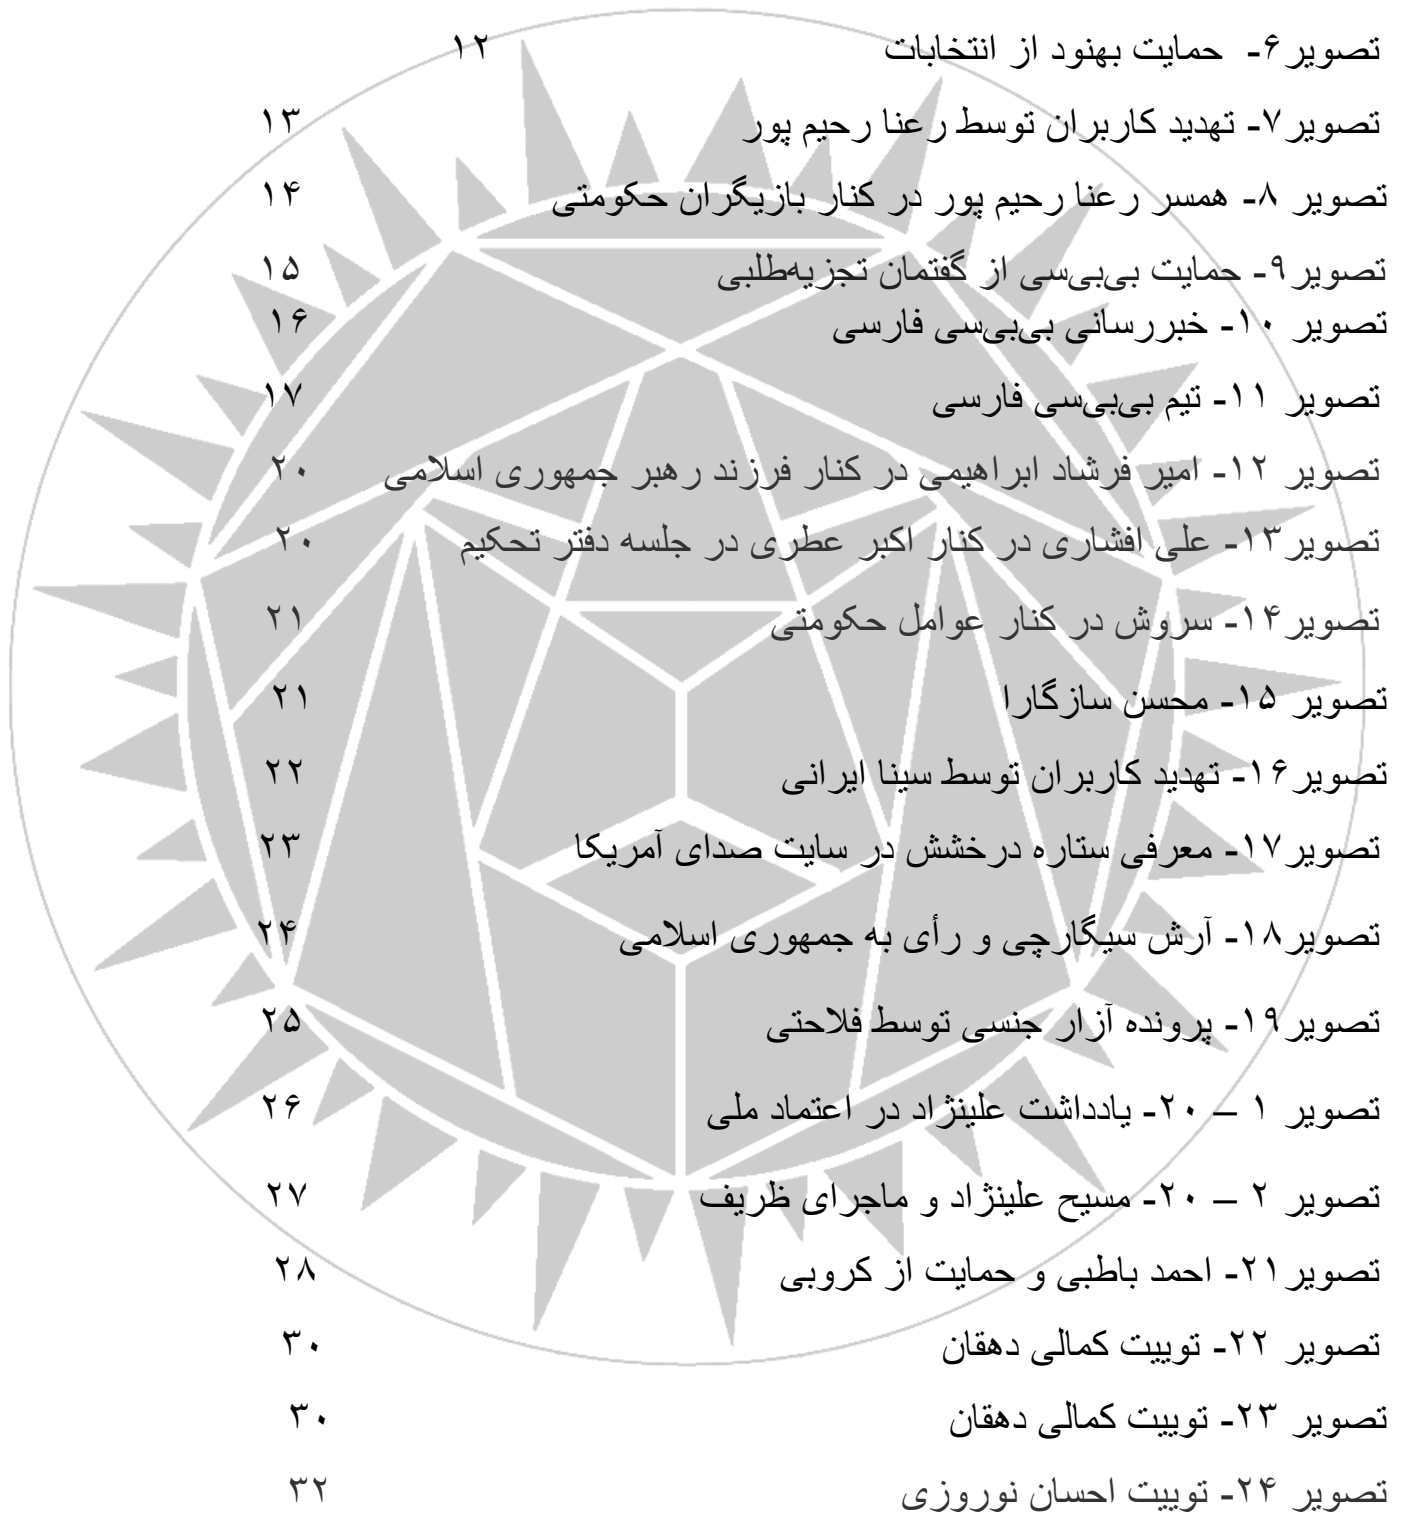 تصویر۶- حمایت بهنود از انتخابات ۱۲
تصویر۷- تهدید کاربران توسط رعنا رحیم پور ۱۳
تصویر ۸- همسر رعنا رحیم پور در کنار بازیگران حکومتی ۱۴
تصویر۹- حمایت بی‌بی‌سی از گفتمان تجزیه‌طلبی ۱۵
تصویر ۱۰- خبررسانی بی‌بی‌سی فارسی ۱۶
تصویر ۱۱- تیم بی‌بی‌سی فارسی ۱۷
تصویر ۱۲- امیر فرشاد ابراهیمی در کنار فرزند رهبر جمهوری اسلامی ۲۰
تصویر۱۳- علی افشاری در کنار اکبر عطری در جلسه دفتر تحکیم ۲۰
تصویر۱۴- سروش در کنار عوامل حکومتی ۲۱
تصویر ۱۵- محسن سازگارا ۲۱
تصویر۱۶- تهدید کاربران توسط سینا ایرانی ۲۲
تصویر۱۷- معرفی ستاره درخشش در سایت صدای آمریکا ۲۳
تصویر۱۸- آرش سیگارچی و رأی به جمهوری اسلامی ۲۴
تصویر۱۹- پرونده آزار جنسی توسط فلاحتی ۲۵
تصویر ۱ – ۲۰- یادداشت علینژاد در اعتماد ملی ۲۶
تصویر ۲ – ۲۰- مسیح علینژاد و ماجرای ظریف ۲۷
تصویر۲۱- احمد باطبی و حمایت از کروبی ۲۸
تصویر ۲۲- توییت کمالی دهقان ۳۰
تصویر ۲۳- توییت کمالی دهقان ۳۰
تصویر ۲۴- توییت احسان نوروزی ۳۲